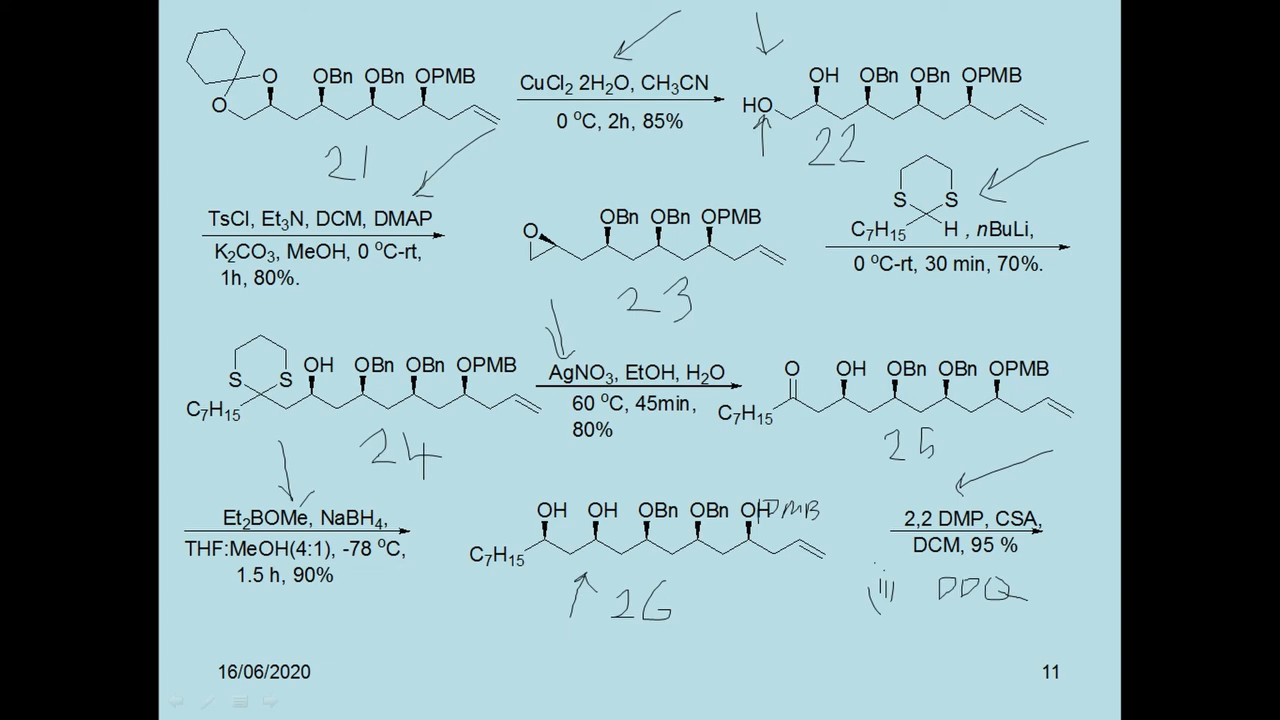 O O OBn OBn OPMB
CuCl2 2H2O, CH3CN
0 °C, 2h, 85%
HO OH OBn OBn OPMB
21
22
TsCl, Et3N, DCM, DMAP
K2CO3, MeOH, 0 °C-rt,
1h, 80%.
O OBn OBn OPMB
23
S S
C7H15 H , nBuLi,
0 °C-rt, 30 min, 70%.
S S OH OBn OBn OPMB
C7H15
24
AgNO3, EtOH, H2O
60 °C, 45min,
80%
O OH OBn OBn OPMB
C7H15
25
Et2BOMe, NaBH4,
THF:MeOH(4:1), -78 °C,
1.5 h, 90%
OH OH OBn OBn OH PMB
C7H15
26
2,2 DMP, CSA,
DCM, 95 %
(ii) DDQ
16/06/2020
11